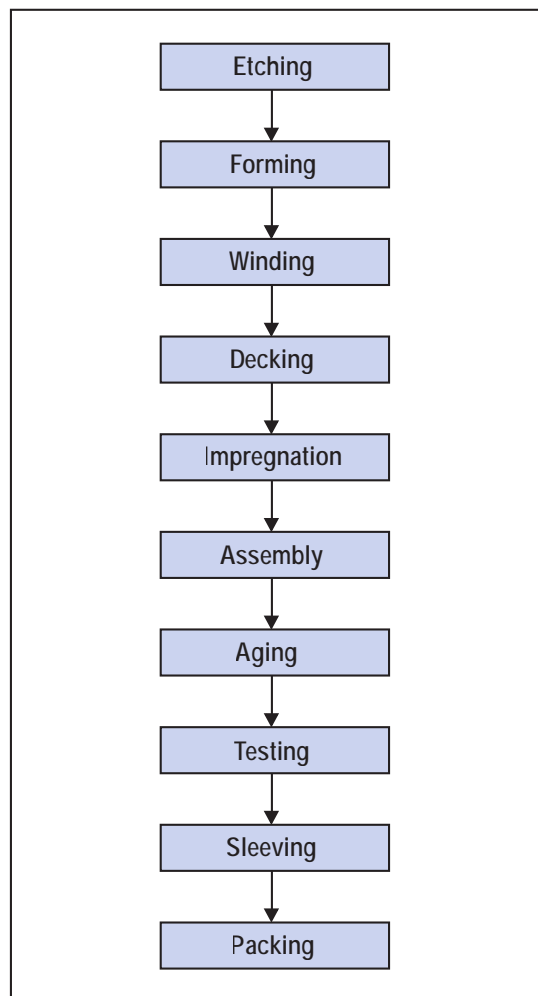 Etching
Forming
Winding
Decking
Impregnation
Assembly
Aging
Testing
Sleeving
Packing